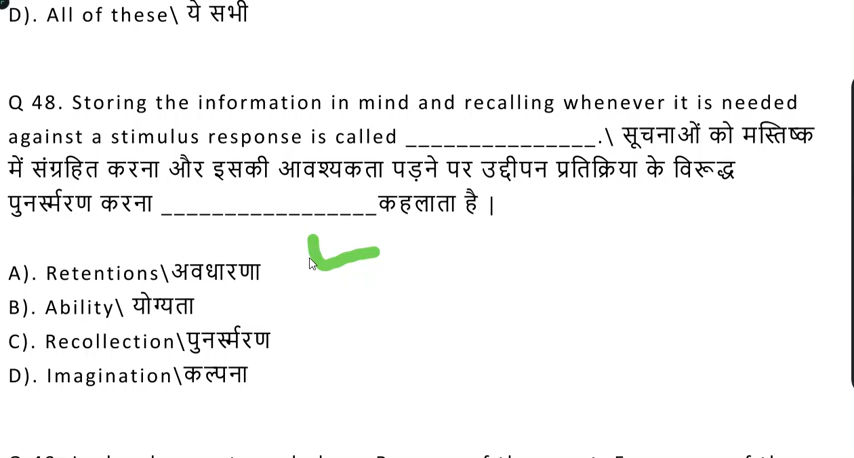 D). All of these\ ये सभी
Q 48. Storing the information in mind and recalling whenever it is needed
against a stimulus response is called _______________.\ सूचनाओं को मस्तिष्क
में संग्रहित करना और इसकी आवश्यकता पड़ने पर उद्दीपन प्रतिक्रिया के विरूद्ध
पुनर्स्मरण करना _________________कहलाता है |
A). Retentions\अवधारणा
B). Ability\ योग्यता
C). Recollection\पुनर्स्मरण
D). Imagination\कल्पना